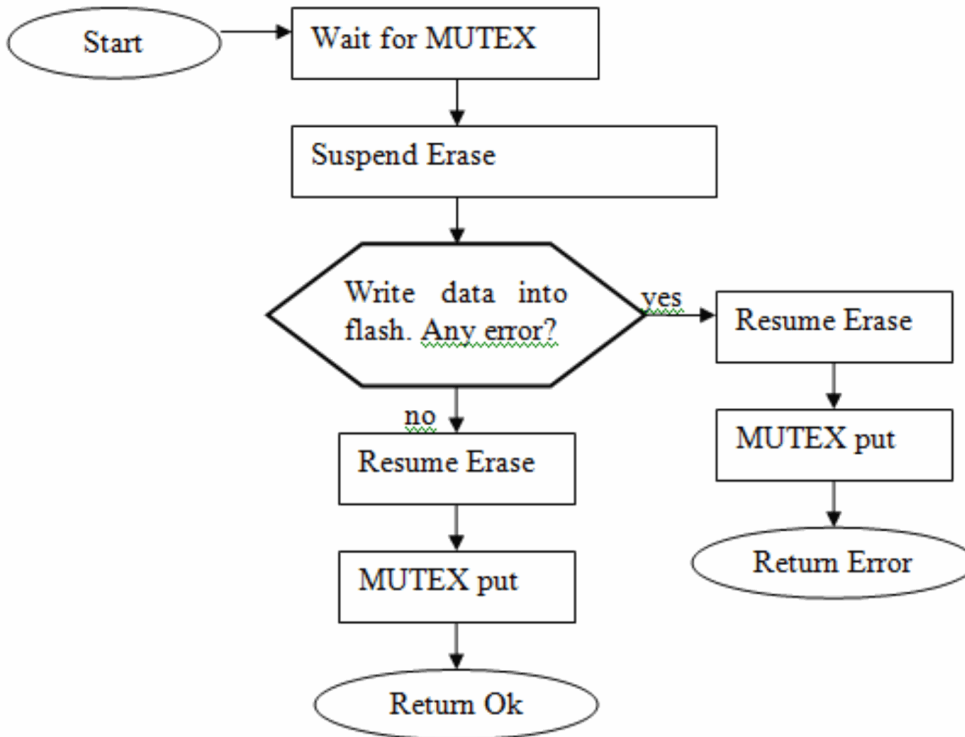 Start
Wait for MUTEX
Suspend Erase
Write data into
flash. Any error?
yes
Resume Erase
MUTEX put
Return Error
no
Resume Erase
MUTEX put
Return Ok